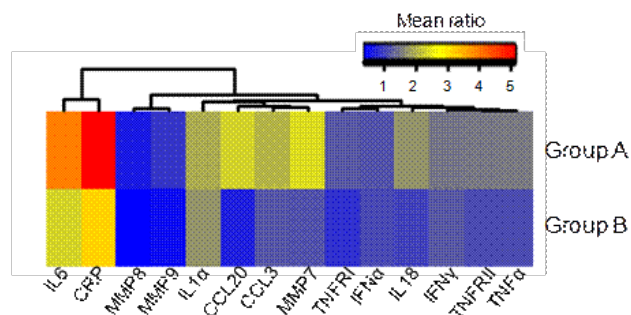 Mean ratio
1 2 3 4 5
Group A
Group B
IL6 CRP MMP8 MMP9 IL1α CCL20 CCL3 MMP7 TNFRI IFNα IL18 IFNγ TNFRII TNFα